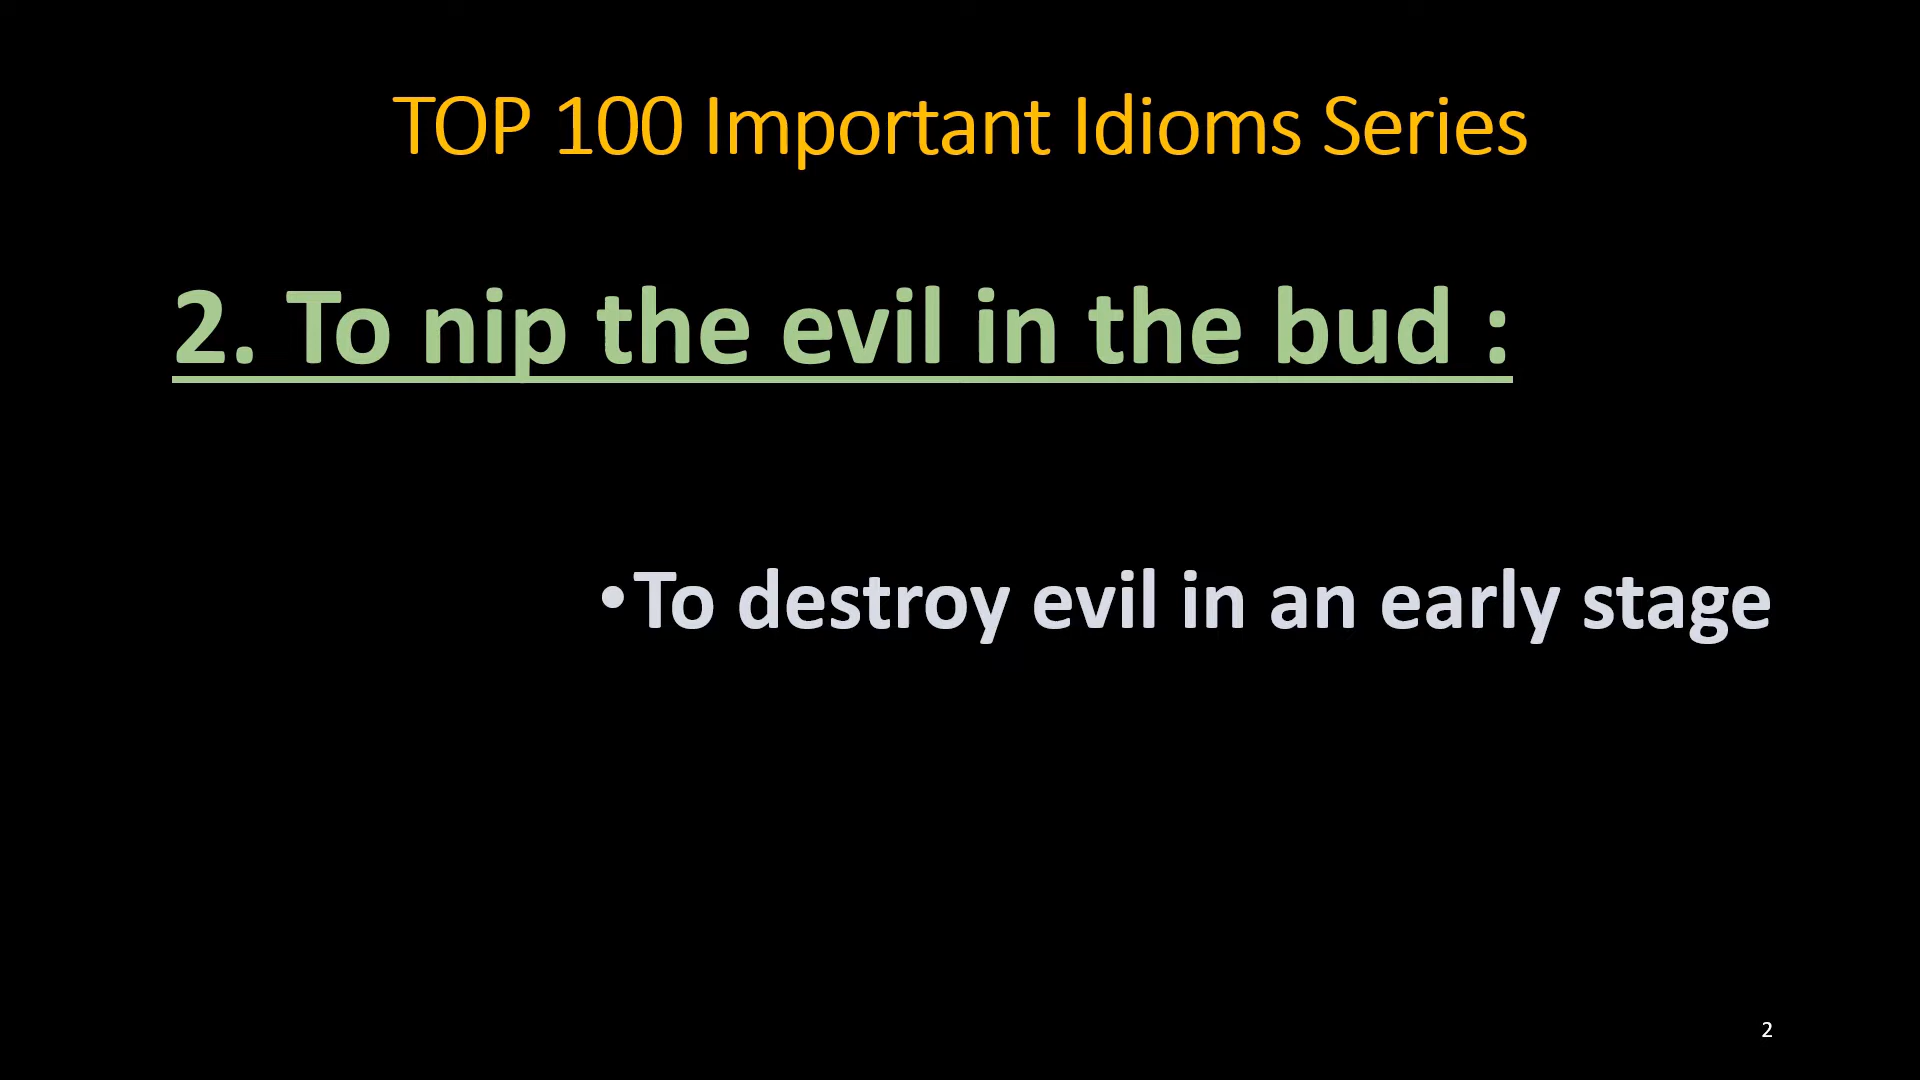 TOP 100 Important Idioms Series
2. To nip the evil in the bud :
•To destroy evil in an early stage
2